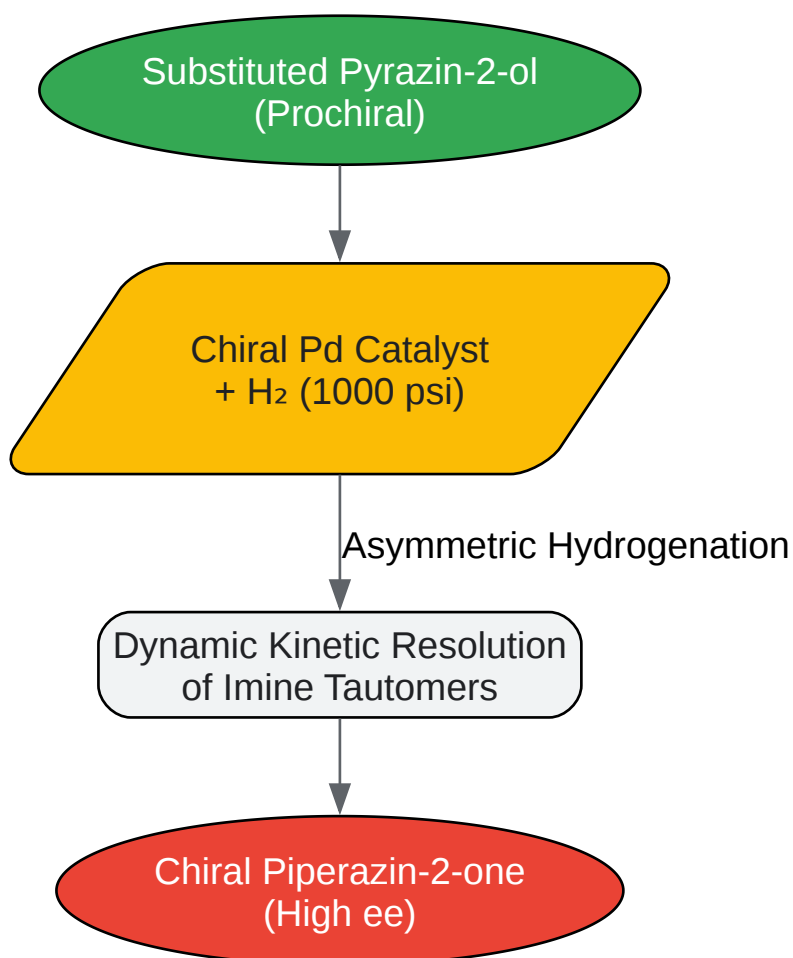 Substituted Pyrazin-2-ol
(Prochiral)
Chiral Pd Catalyst
+ H₂ (1000 psi)
Asymmetric Hydrogenation
Dynamic Kinetic Resolution
of Imine Tautomers
Chiral Piperazin-2-one
(High ee)